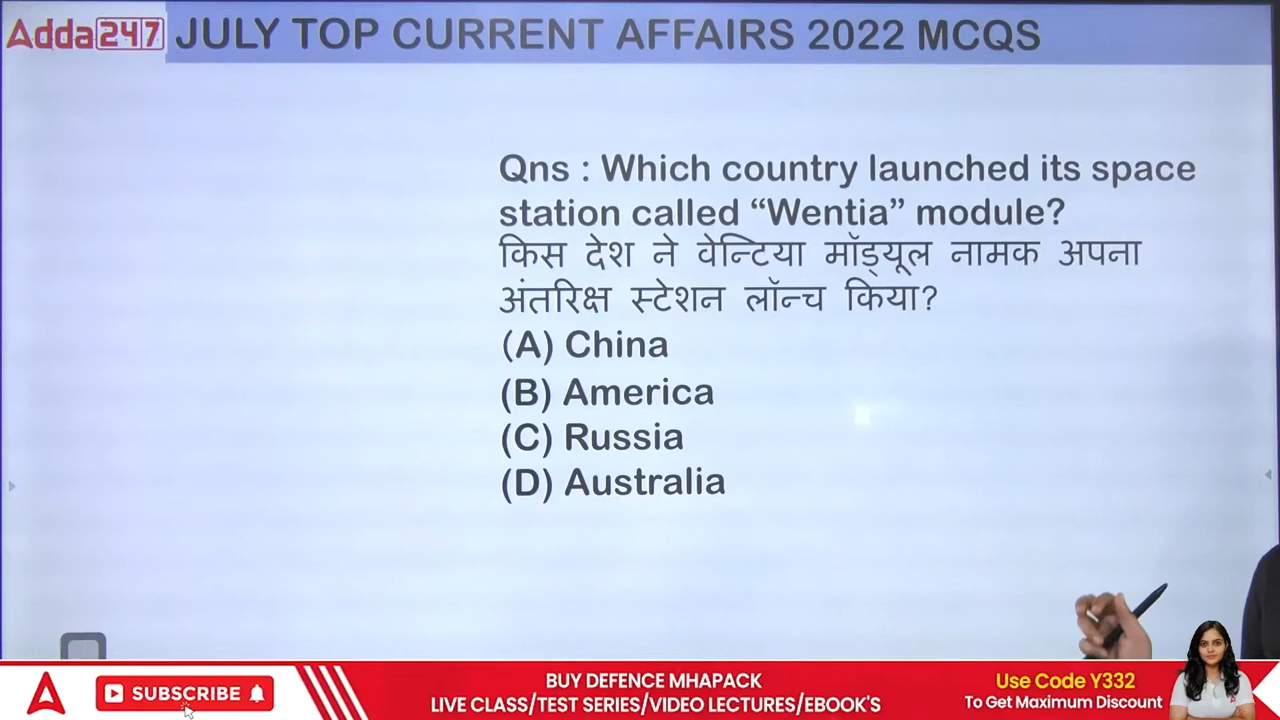 Adda247 JULY TOP CURRENT AFFAIRS 2022 MCQS
Qns : Which country launched its space
station called “Wentia” module?
किस देश ने वेन्टिया मॉड्यूल नामक अपना
अंतरिक्ष स्टेशन लॉन्च किया?
(A) China
(B) America
(C) Russia
(D) Australia
SUBSCRIBE
BUY DEFENCE MHAPACK
LIVE CLASS/TEST SERIES/VIDEO LECTURES/EBOOK'S
Use Code Y332
To Get Maximum Discount